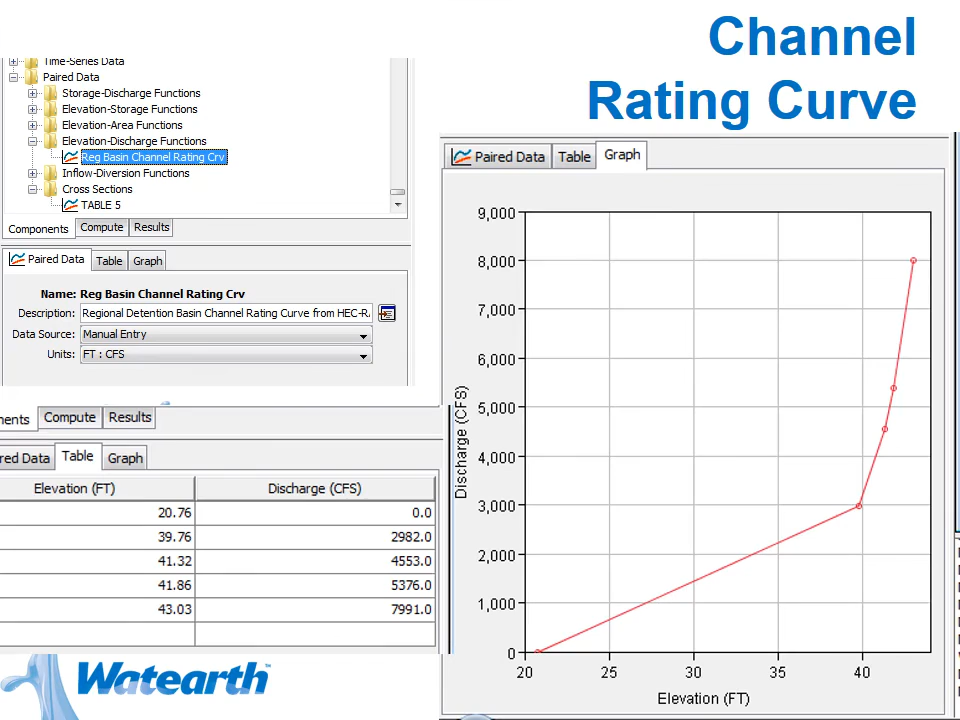 Channel
Rating Curve
Time-Series Data
Paired Data
Storage-Discharge Functions
Elevation-Storage Functions
Elevation-Area Functions
Elevation-Discharge Functions
Reg Basin Channel Rating Crv
Inflow-Diversion Functions
Cross Sections
TABLE 5
Components Compute Results
Paired Data Table Graph
Name: Reg Basin Channel Rating Crv
Description: Regional Detention Basin Channel Rating Curve from HEC-R
Data Source: Manual Entry
Units: FT : CFS
nents Compute Results
red Data Table Graph
Elevation (FT) Discharge (CFS)
20.76 0.0
39.76 2982.0
41.32 4553.0
41.86 5376.0
43.03 7991.0
Paired Data Table Graph
9,000
8,000
7,000
6,000
5,000
4,000
3,000
2,000
1,000
0
Discharge (CFS)
20 25 30 35 40
Elevation (FT)
Watearth™